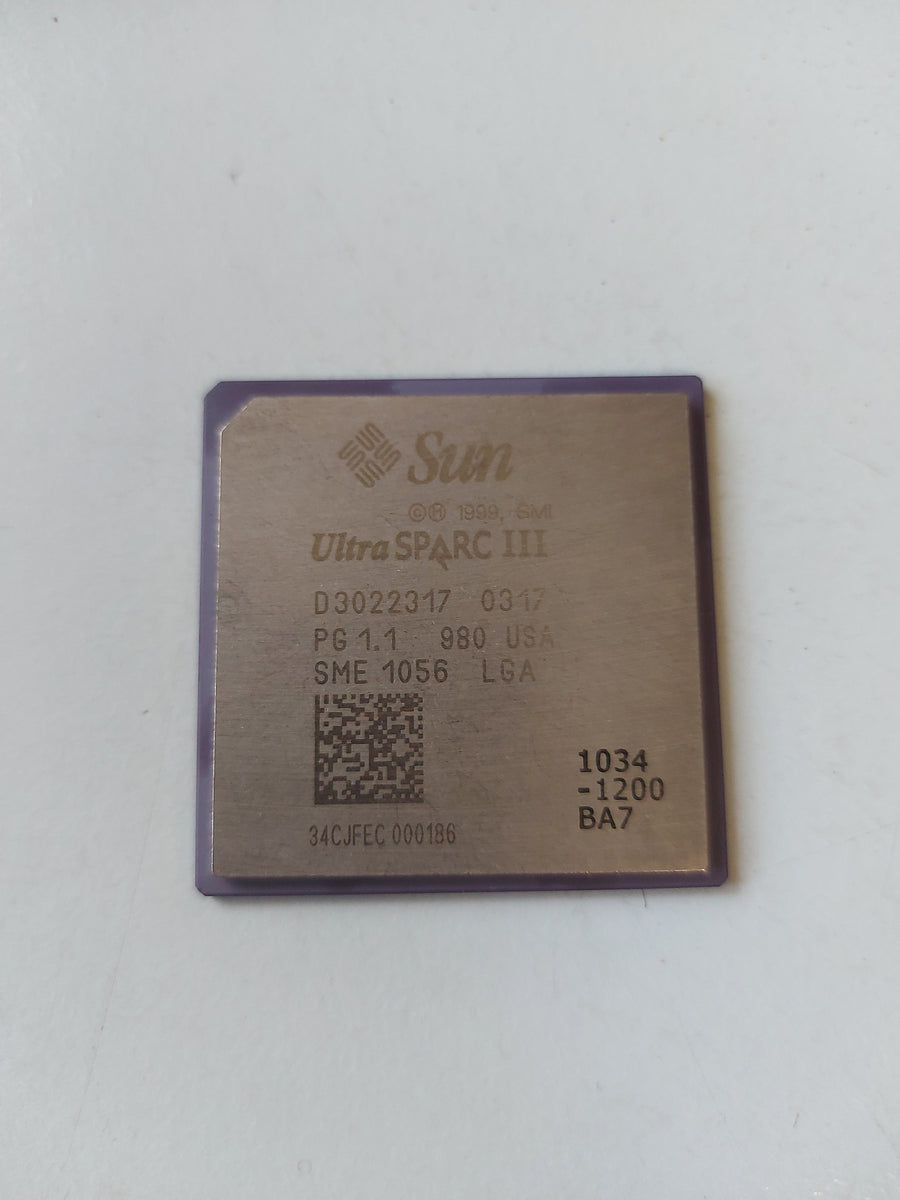 SUN Sun
©Ⓜ 1999, SMI
UltraSPARC III
D3022317 0317
PG 1.1 980 USA
SME 1056 LGA
34CJFEC 000186
1034
-1200
BA7